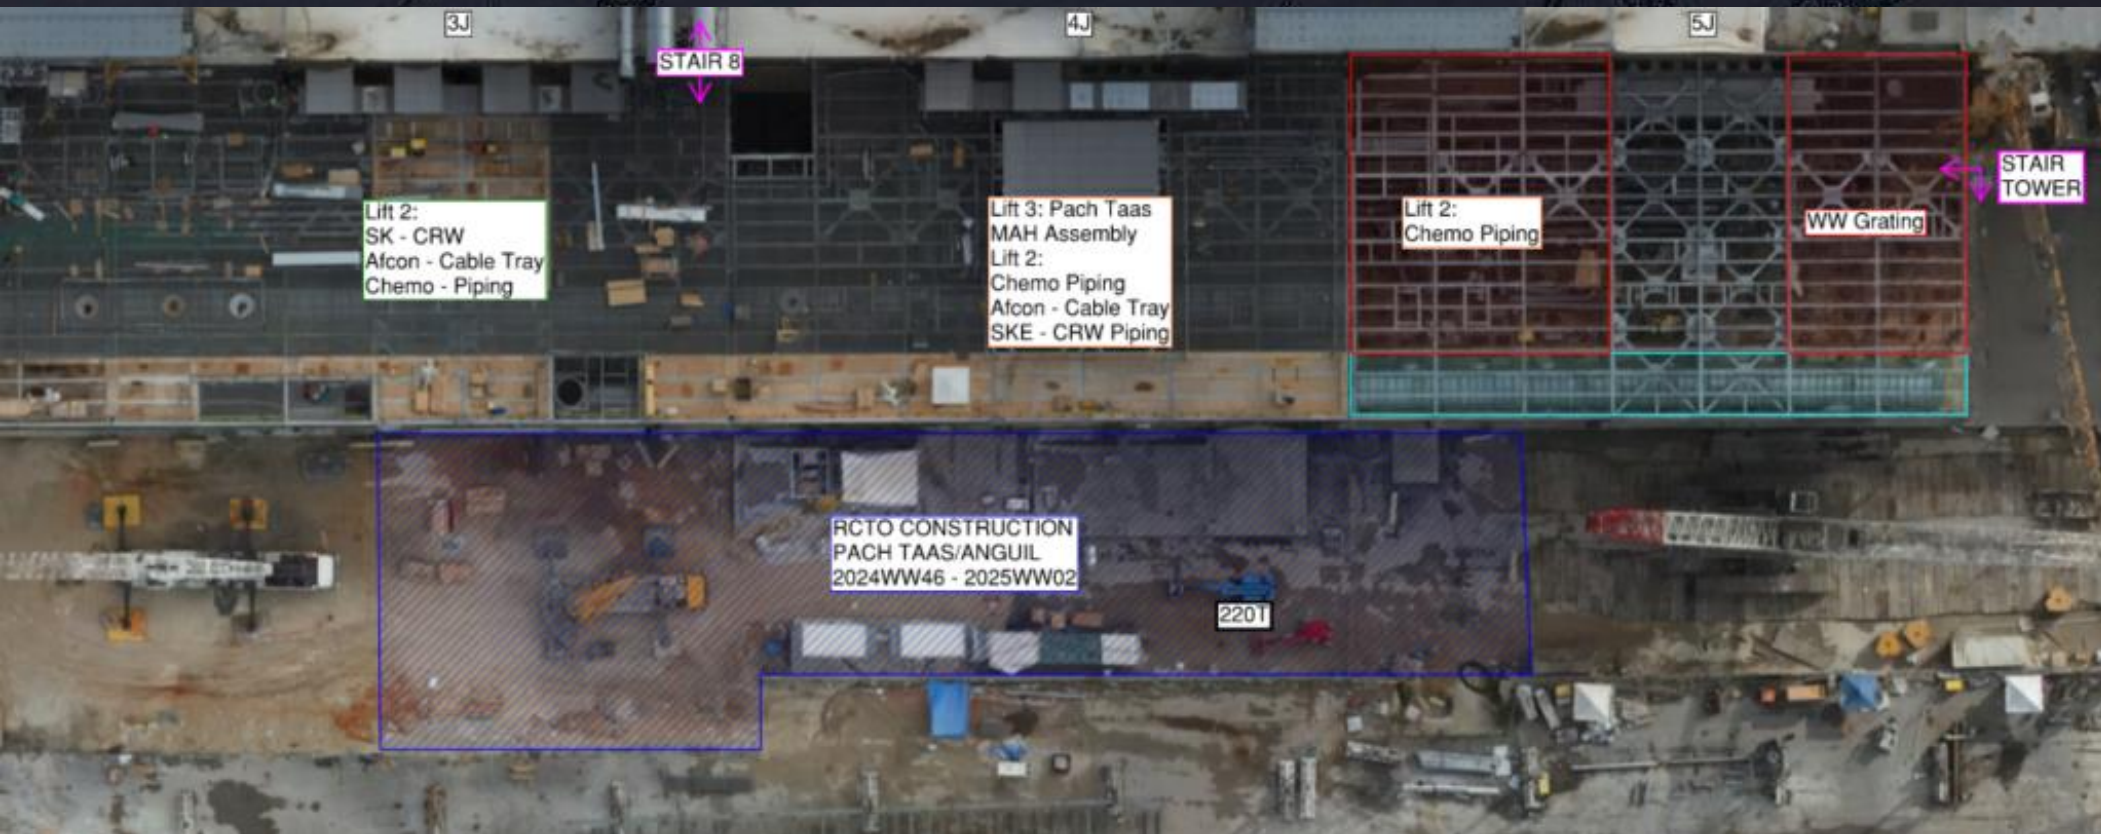 3J
4J
5J
STAIR 8
STAIR
TOWER
Lift 2:
SK - CRW
Afcon - Cable Tray
Chemo - Piping
Lift 3: Pach Taas
MAH Assembly
Lift 2:
Chemo Piping
Afcon - Cable Tray
SKE - CRW Piping
Lift 2:
Chemo Piping
WW Grating
RCTO CONSTRUCTION
PACH TAAS/ANGUIL
2024WW46 - 2025WW02
220T